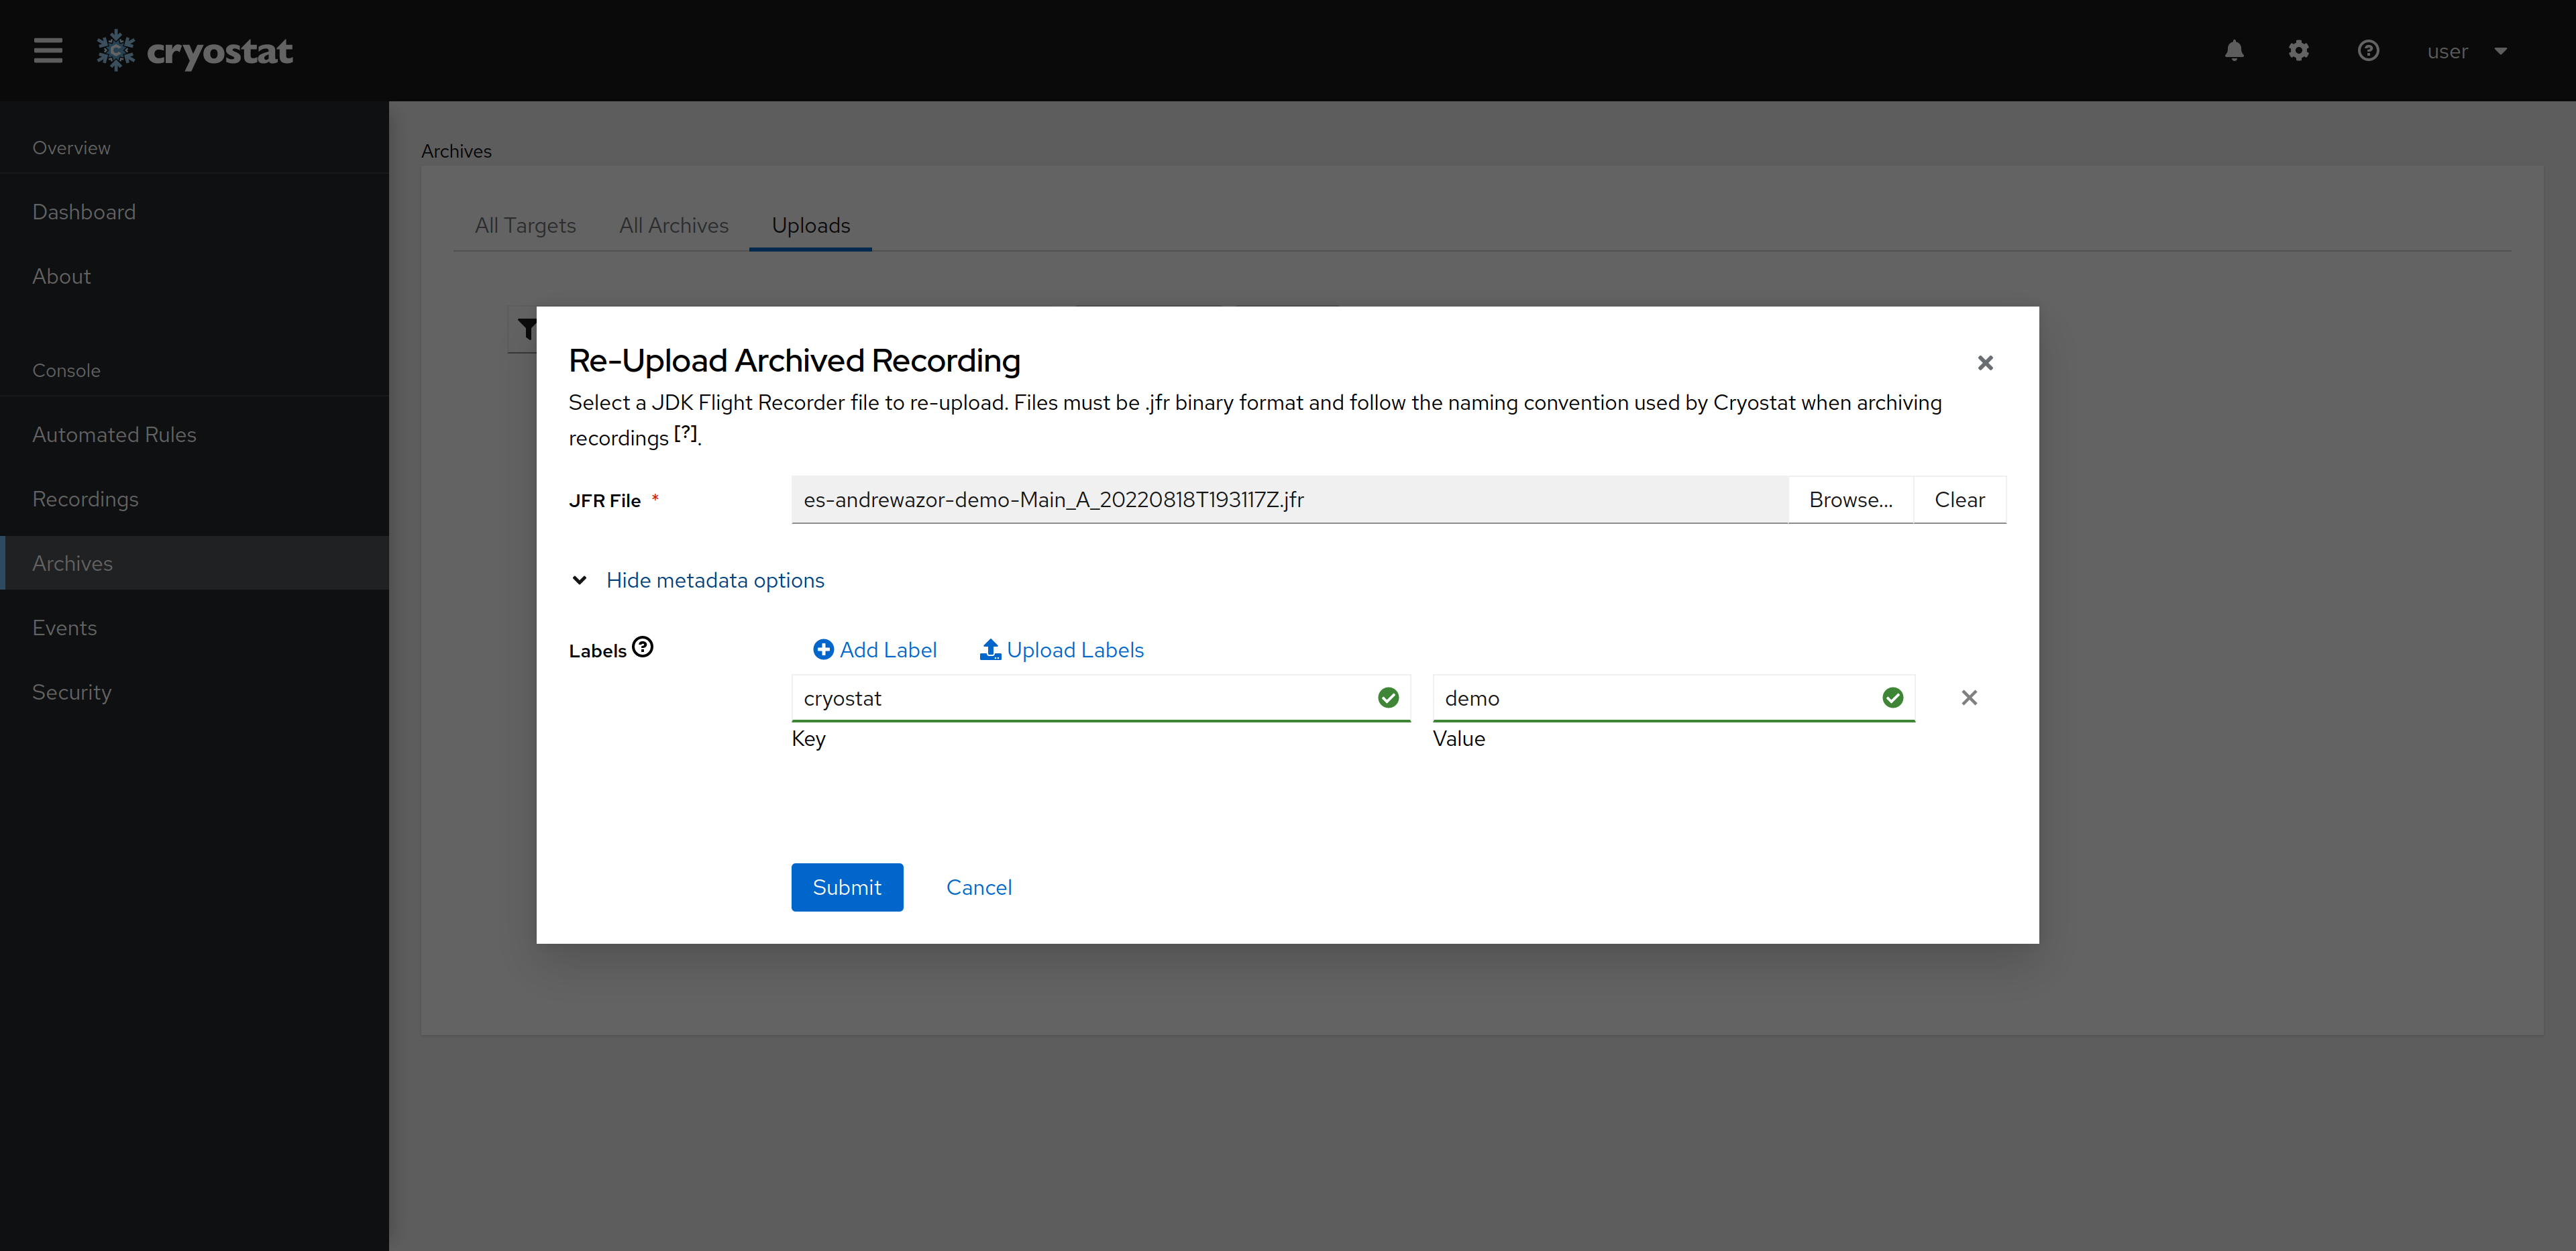 cryostat
user
Overview
Dashboard
About
Console
Automated Rules
Recordings
Archives
Events
Security
Archives
All Targets All Archives Uploads
Re-Upload Archived Recording
Select a JDK Flight Recorder file to re-upload. Files must be .jfr binary format and follow the naming convention used by Cryostat when archiving
recordings [?].
JFR File * es-andrewazor-demo-Main_A_20220818T193117Z.jfr Browse... Clear
Hide metadata options
Labels Add Label Upload Labels
cryostat demo
Key Value
Submit Cancel